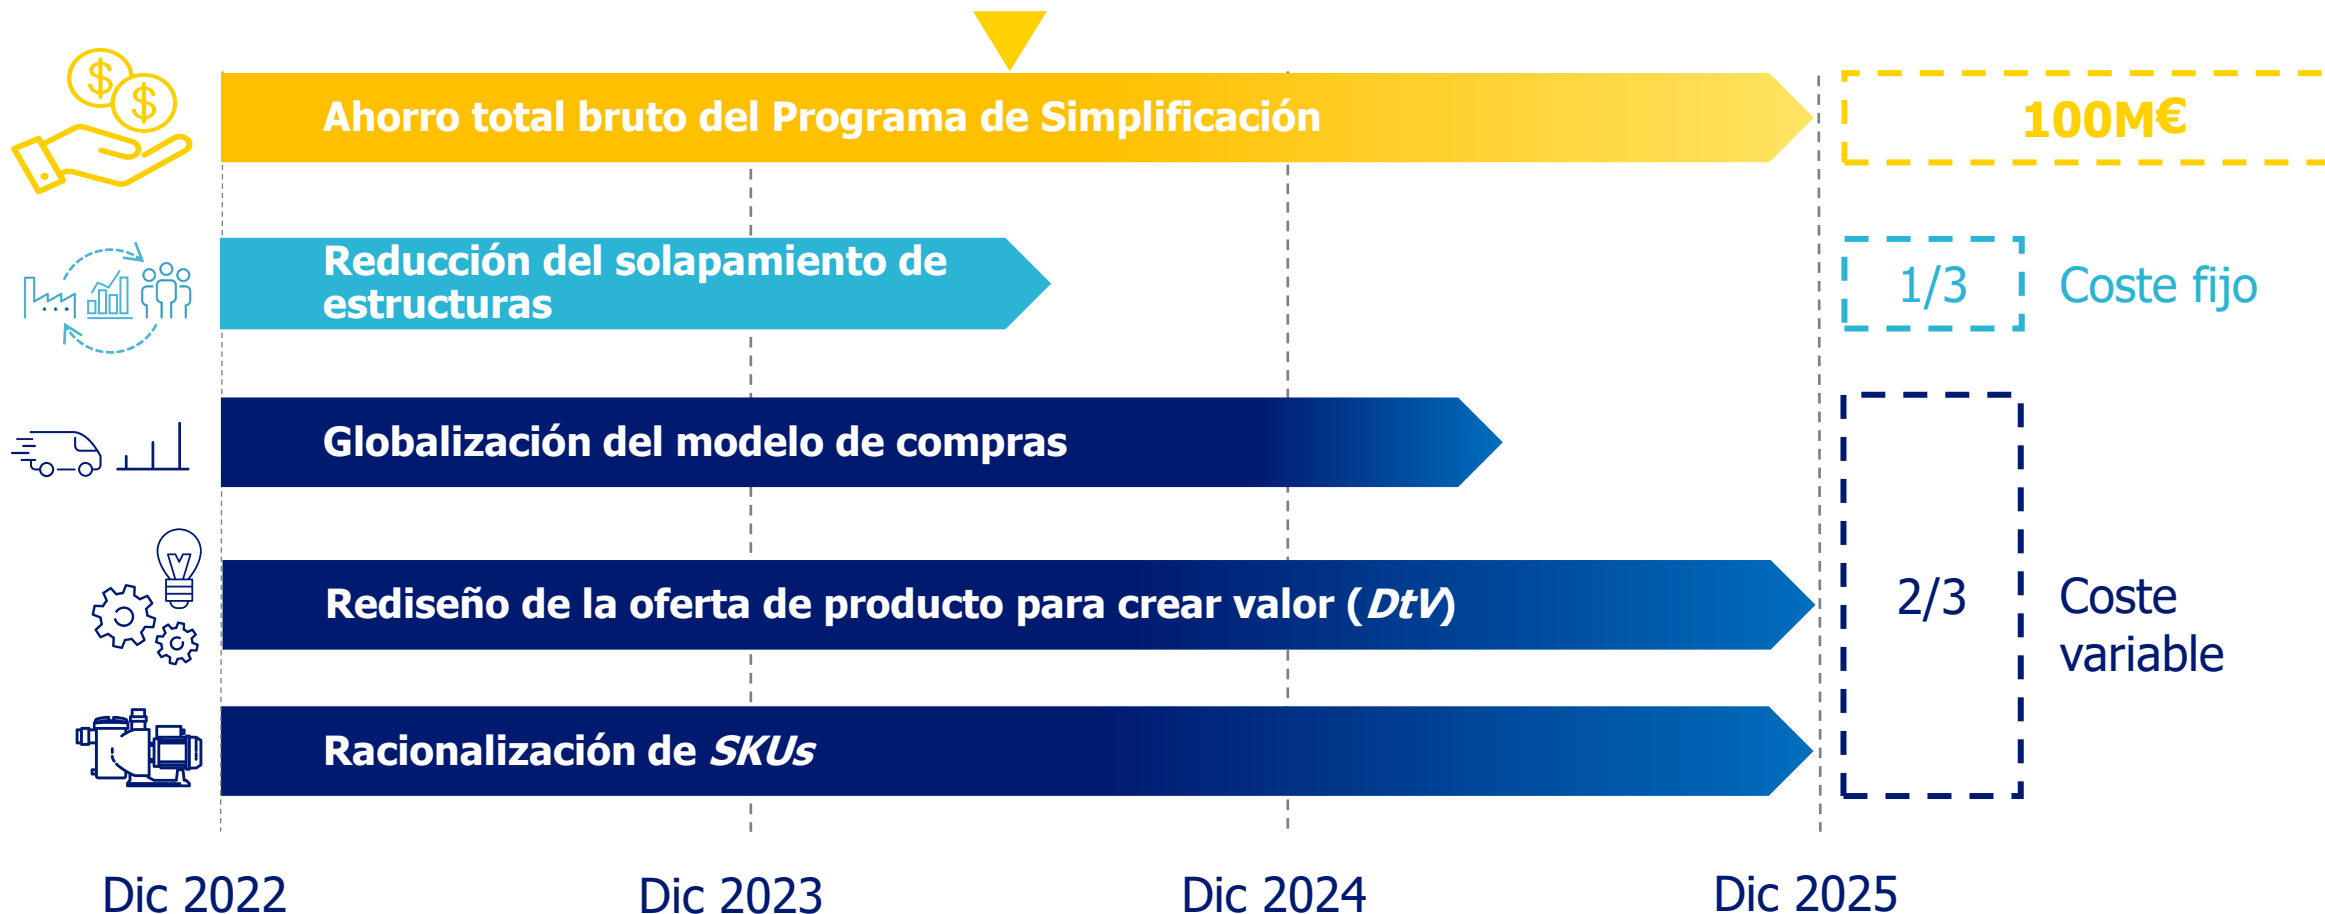 $
$
Ahorro total bruto del Programa de Simplificación
100M€
Reducción del solapamiento de
estructuras
1/3
Coste fijo
Globalización del modelo de compras
Rediseño de la oferta de producto para crear valor (DtV)
2/3
Coste
variable
Racionalización de SKUs
Dic 2022
Dic 2023
Dic 2024
Dic 2025